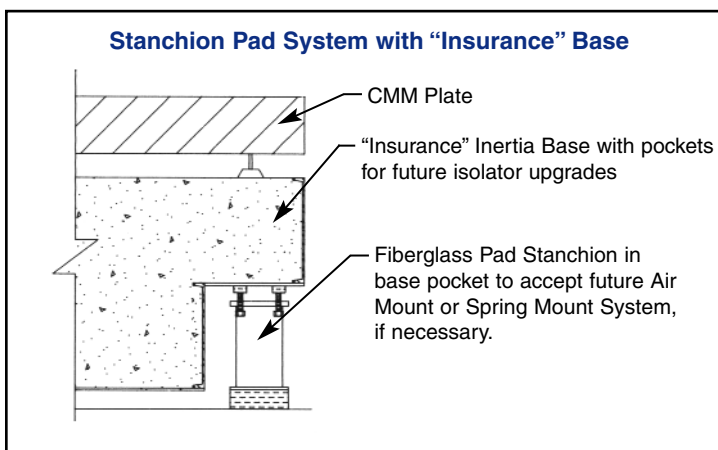 Stanchion Pad System with “Insurance” Base
CMM Plate
“Insurance” Inertia Base with pockets
for future isolator upgrades
Fiberglass Pad Stanchion in
base pocket to accept future Air
Mount or Spring Mount System,
if necessary.